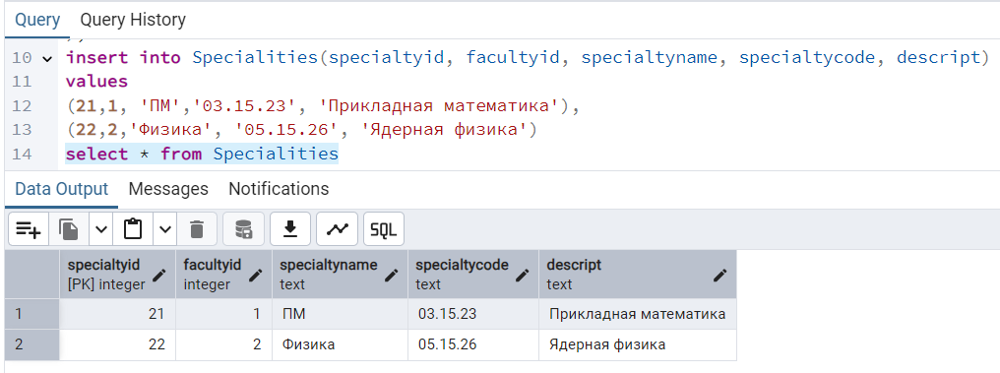 Query Query History
10 insert into Specialities(specialtyid, facultyid, specialtyname, specialtycode, descript)
11 values
12 (21,1, 'ПМ','03.15.23', 'Прикладная математика'),
13 (22,2,'Физика', '05.15.26', 'Ядерная физика')
14 select * from Specialities
Data Output Messages Notifications
SQL
specialtyid facultyid specialtyname specialtycode descript
[PK] integer integer text text text
1 21 1 ПМ 03.15.23 Прикладная математика
2 22 2 Физика 05.15.26 Ядерная физика